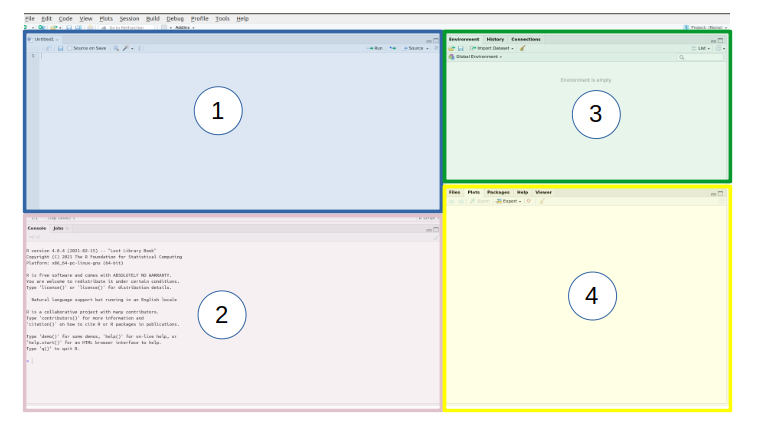 File Edit Code View Plots Session Build Debug Profile Tools Help
Go to file/function
Addins
Project: (None)
Untitled1
Source on Save
Run
Source
1
1
Environment History Connections
Import Dataset
List
Global Environment
Environment is empty
3
Console Jobs
R version 4.0.4 (2021-02-15) -- "Lost Library Book"
Copyright (C) 2021 The R Foundation for Statistical Computing
Platform: x86_64-pc-linux-gnu (64-bit)
R is free software and comes with ABSOLUTELY NO WARRANTY.
You are welcome to redistribute it under certain conditions.
Type 'license()' or 'licence()' for distribution details.
Natural language support but running in an English locale
R is a collaborative project with many contributors.
Type 'contributors()' for more information and
'citation()' on how to cite R or R packages in publications.
Type 'demo()' for some demos, 'help()' for on-line help, or
'help.start()' for an HTML browser interface to help.
Type 'q()' to quit R.
>
2
Files Plots Packages Help Viewer
Zoom
Export
4